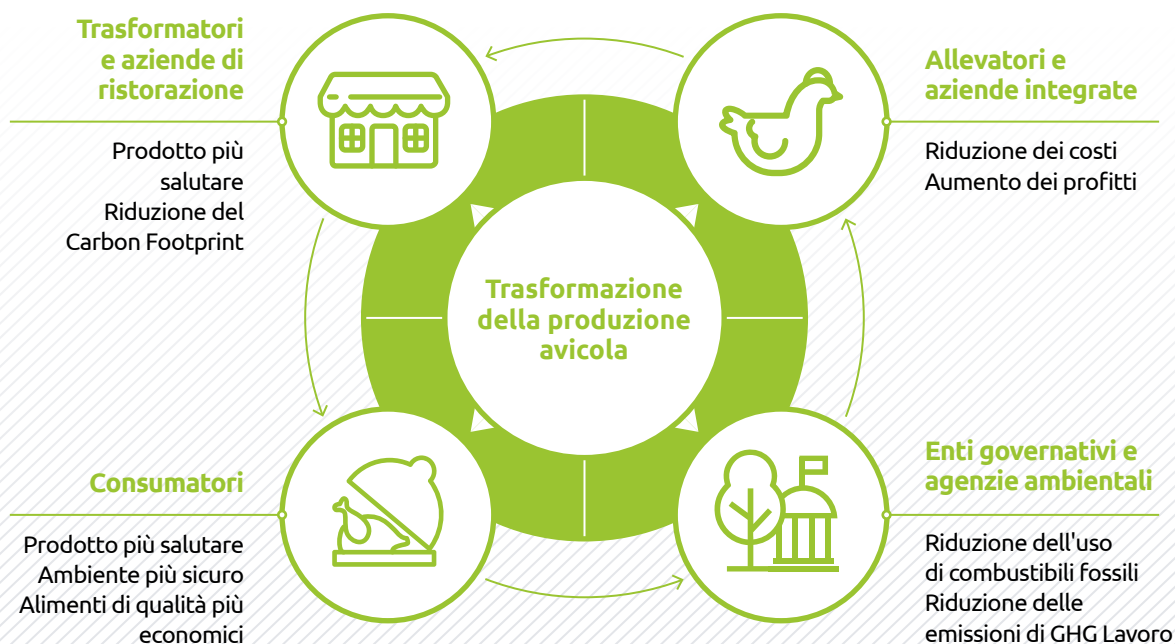 Trasformatori
e aziende di
ristorazione
Prodotto più
salutare
Riduzione del
Carbon Footprint
Allevatori e
aziende integrate
Riduzione dei costi
Aumento dei profitti
Trasformazione
della produzione
avicola
Consumatori
Prodotto più salutare
Ambiente più sicuro
Alimenti di qualità più
economici
Enti governativi e
agenzie ambientali
Riduzione dell'uso
di combustibili fossili
Riduzione delle
emissioni di GHG Lavoro